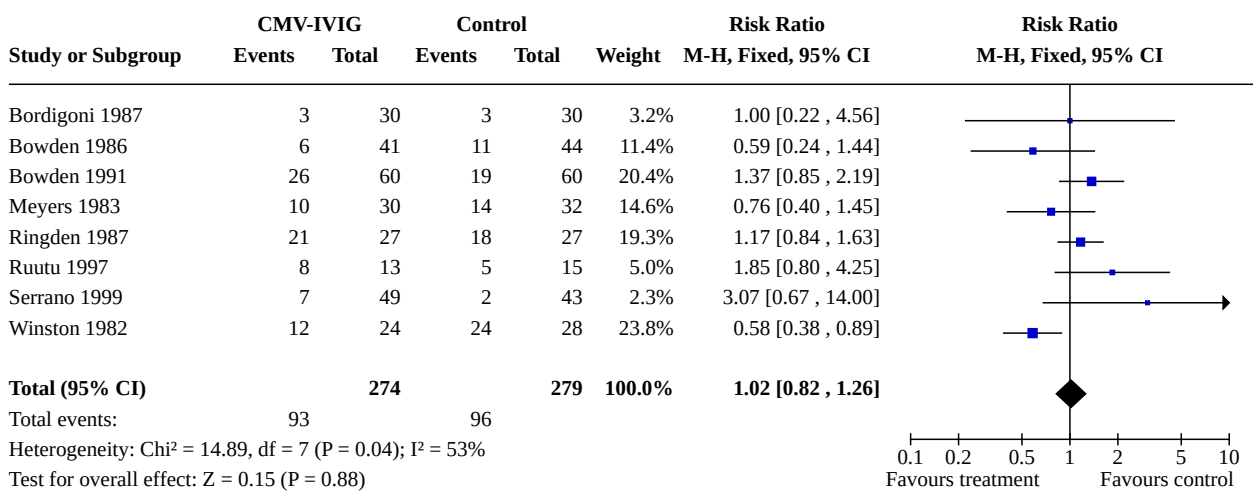 CMV-IVIG Control Risk Ratio Risk Ratio
Study or Subgroup Events Total Events Total Weight M-H, Fixed, 95% CI M-H, Fixed, 95% CI
Bordigoni 1987 3 30 3 30 3.2% 1.00 [0.22 , 4.56]
Bowden 1986 6 41 11 44 11.4% 0.59 [0.24 , 1.44]
Bowden 1991 26 60 19 60 20.4% 1.37 [0.85 , 2.19]
Meyers 1983 10 30 14 32 14.6% 0.76 [0.40 , 1.45]
Ringden 1987 21 27 18 27 19.3% 1.17 [0.84 , 1.63]
Ruutu 1997 8 13 5 15 5.0% 1.85 [0.80 , 4.25]
Serrano 1999 7 49 2 43 2.3% 3.07 [0.67 , 14.00]
Winston 1982 12 24 24 28 23.8% 0.58 [0.38 , 0.89]
Total (95% CI) 274 279 100.0% 1.02 [0.82 , 1.26]
Total events: 93 96
Heterogeneity: Chi² = 14.89, df = 7 (P = 0.04); I² = 53%
0.1 0.2 0.5 1 2 5 10
Test for overall effect: Z = 0.15 (P = 0.88) Favours treatment Favours control